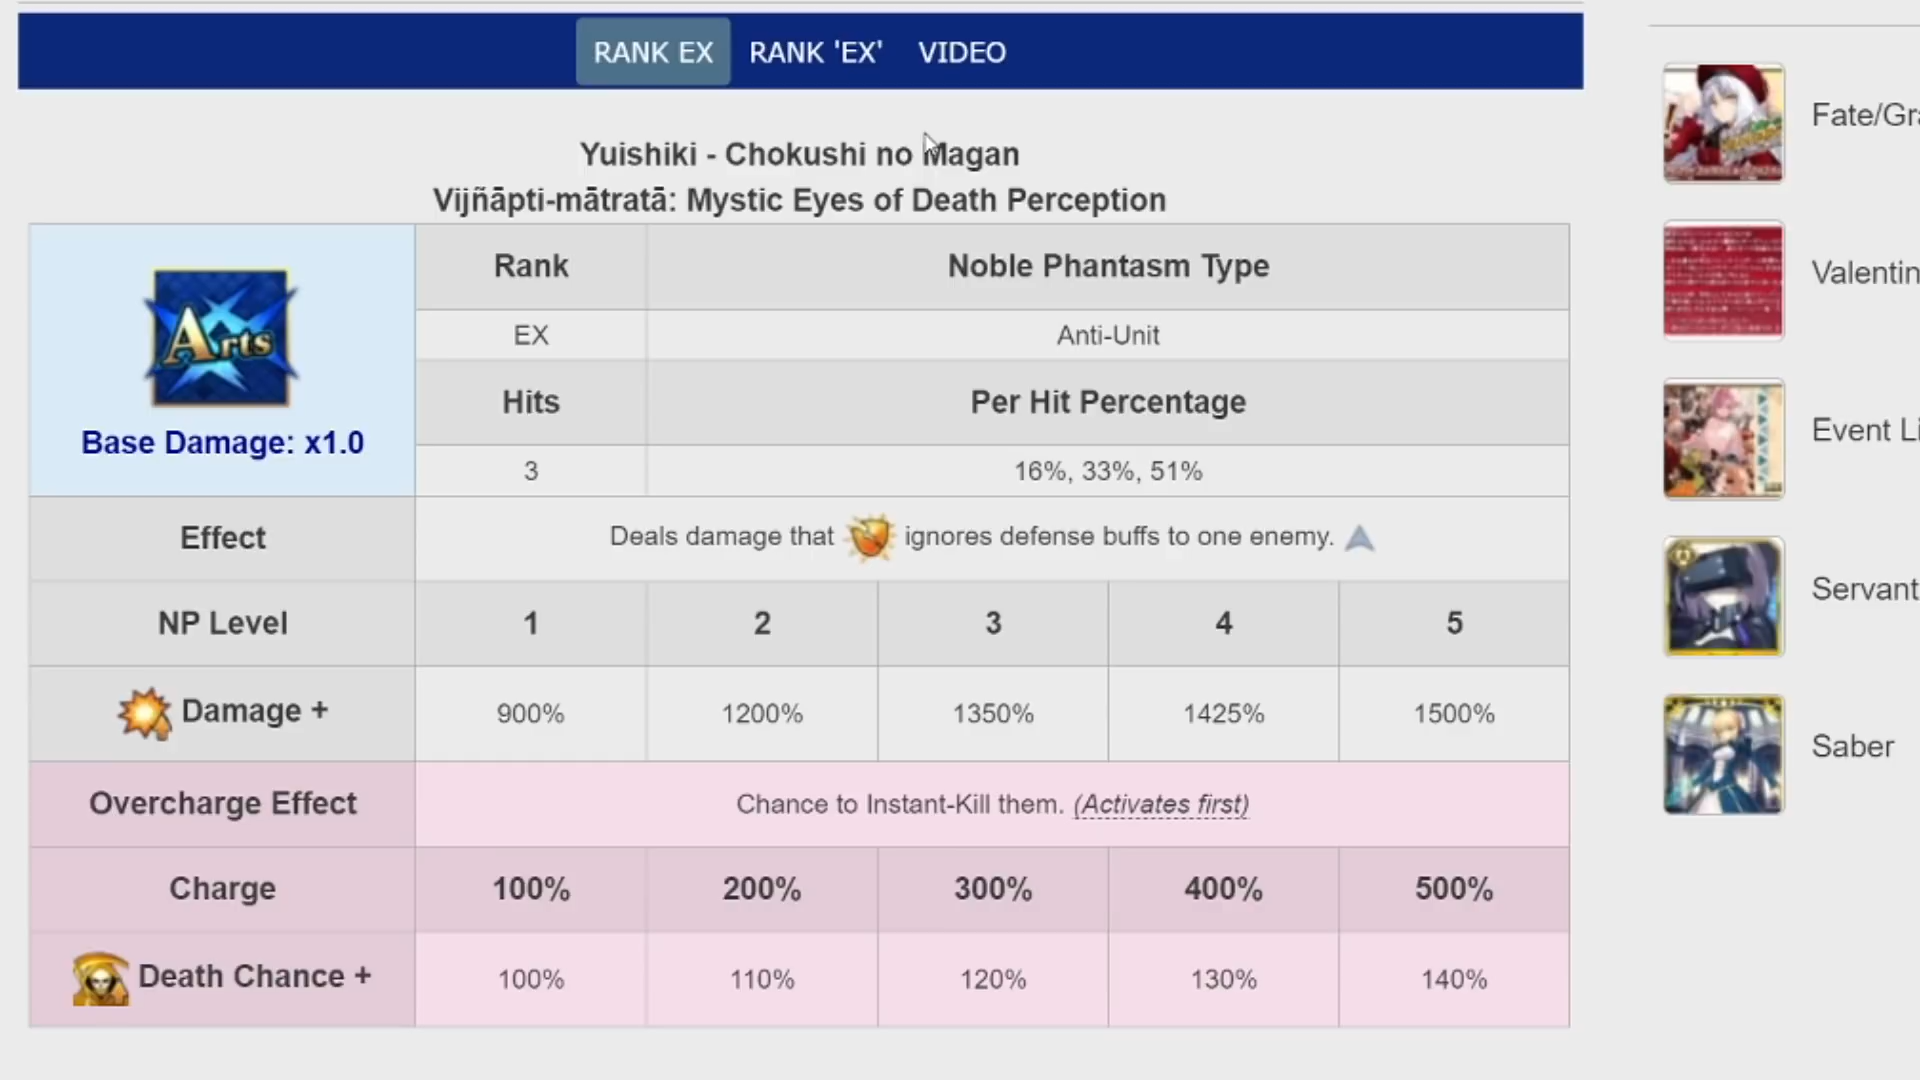 RANK EX RANK 'EX' VIDEO
Yuishiki - Chokushi no Magan
Vijñāpti-mātratā: Mystic Eyes of Death Perception
Arts
Base Damage: x1.0
Rank Noble Phantasm Type
EX Anti-Unit
Hits Per Hit Percentage
3 16%, 33%, 51%
Effect Deals damage that ignores defense buffs to one enemy.
NP Level 1 2 3 4 5
Damage + 900% 1200% 1350% 1425% 1500%
Overcharge Effect Chance to Instant-Kill them. (Activates first)
Charge 100% 200% 300% 400% 500%
Death Chance + 100% 110% 120% 130% 140%
Fate/Gra
Valentin
Event Li
Servant
Saber